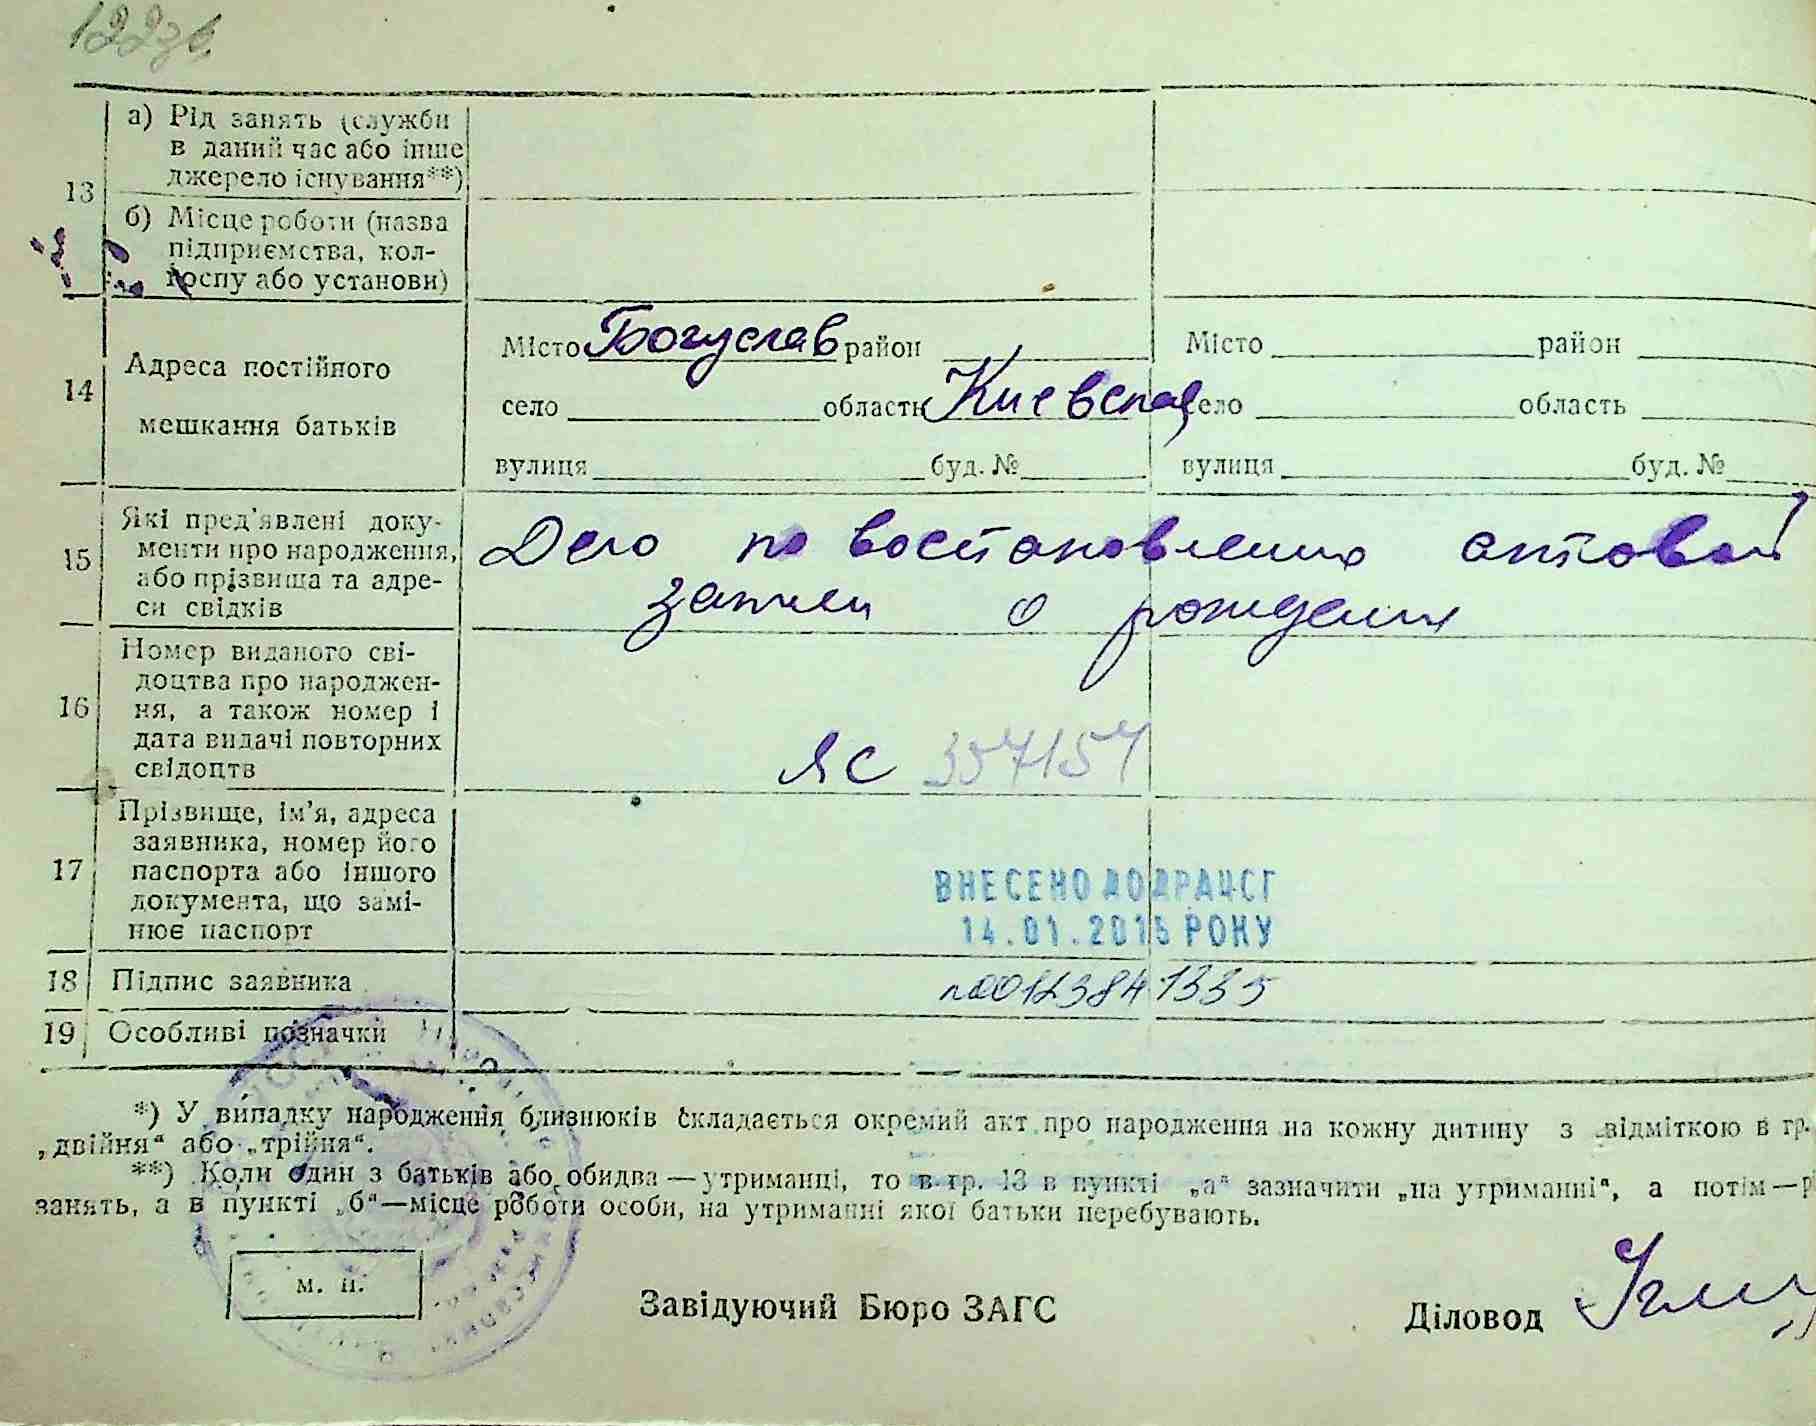 122зв.
а) Рід занять (служби
в даний час або інше
джерело існування**)
13
б) Місце роботи (назва
підприємства, кол-
госпу або установи)
14
Адреса постійного
мешкання батьків
Місто Богуслав район
село область Киевская
вулиця буд. №
Місто район
село область
вулиця буд. №
15
Які пред'явлені доку-
менти про народження,
або прізвища та адре-
си свідків
Дело по востановлению актовой
записи о рождении
16
Номер виданого сві-
доцтва про народжен-
ня, а також номер і
дата видачі повторних
свідоцтв
ЯС 357157
17
Прізвище, ім'я, адреса
заявника, номер його
паспорта або іншого
документа, що замі-
нює паспорт
ВНЕСЕНО ДО ДРАЦСГ
14.01.2015 РОКУ
18 Підпис заявника
00123841335
19 Особливі позначки
*) У випадку народження близнюків складається окремий акт про народження на кожну дитину з відміткою в гр.
„двійня" або „трійня".
**) Коли один з батьків або обидва — утриманці, то в гр. 13 в пункті „а" зазначити „на утриманні", а потім — р
занять, а в пункті „б"—місце роботи особи, на утриманні якої батьки перебувають.
м. п.
Завідуючий Бюро ЗАГС
Діловод